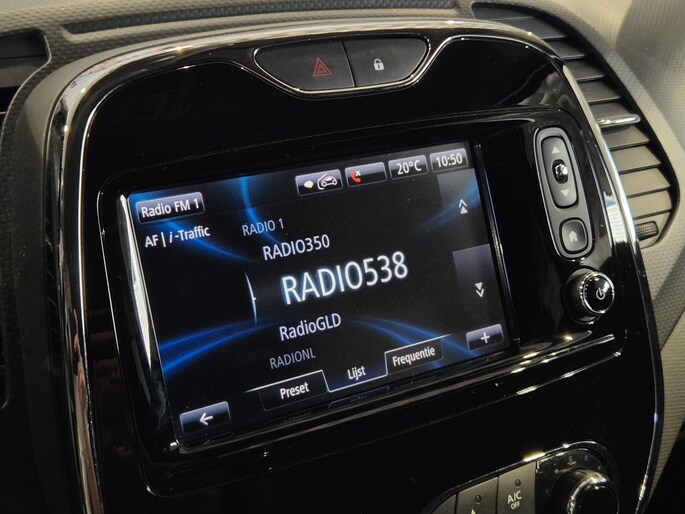 20°C
10:50
Radio FM 1
AF | i-Traffic
RADIO 1
RADIO350
RADIO538
RadioGLD
RADIONL
Preset
Lijst
Frequentie
A/C
OFF